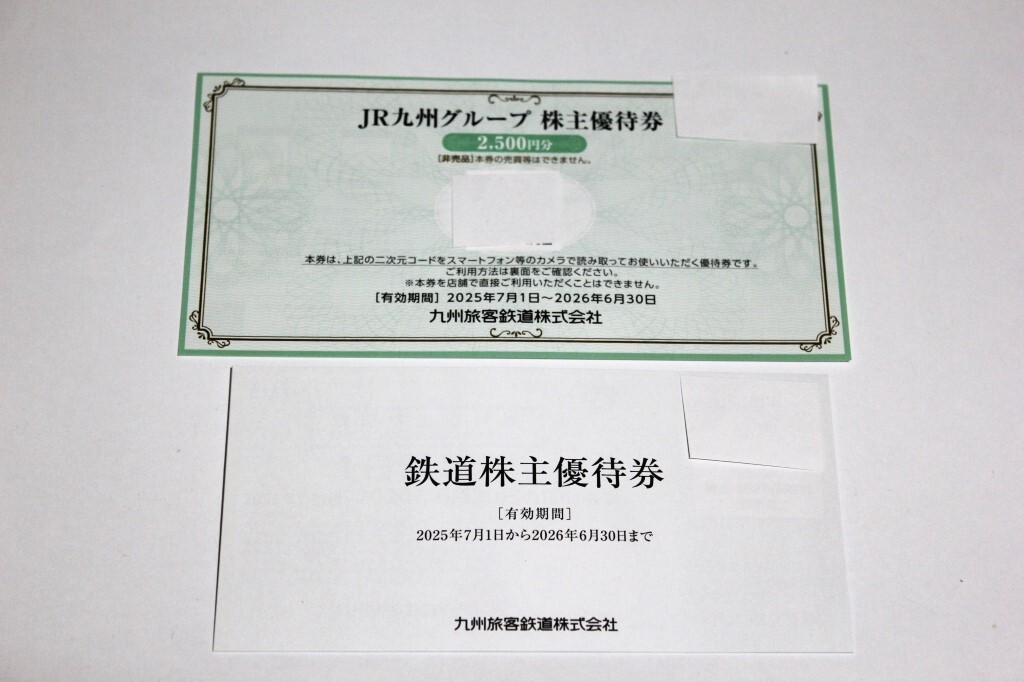 JR九州グループ 株主優待券
2,500円分
[非売品]本券の売買等はできません。
本券は、上記の二次元コードをスマートフォン等のカメラで読み取ってお使いいただく優待券です。
ご利用方法は裏面をご確認ください。
※本券を店舗で直接ご利用いただくことはできません。
[有効期間] 2025年7月1日〜2026年6月30日
九州旅客鉄道株式会社
鉄道株主優待券
[有効期間]
2025年7月1日から2026年6月30日まで
九州旅客鉄道株式会社